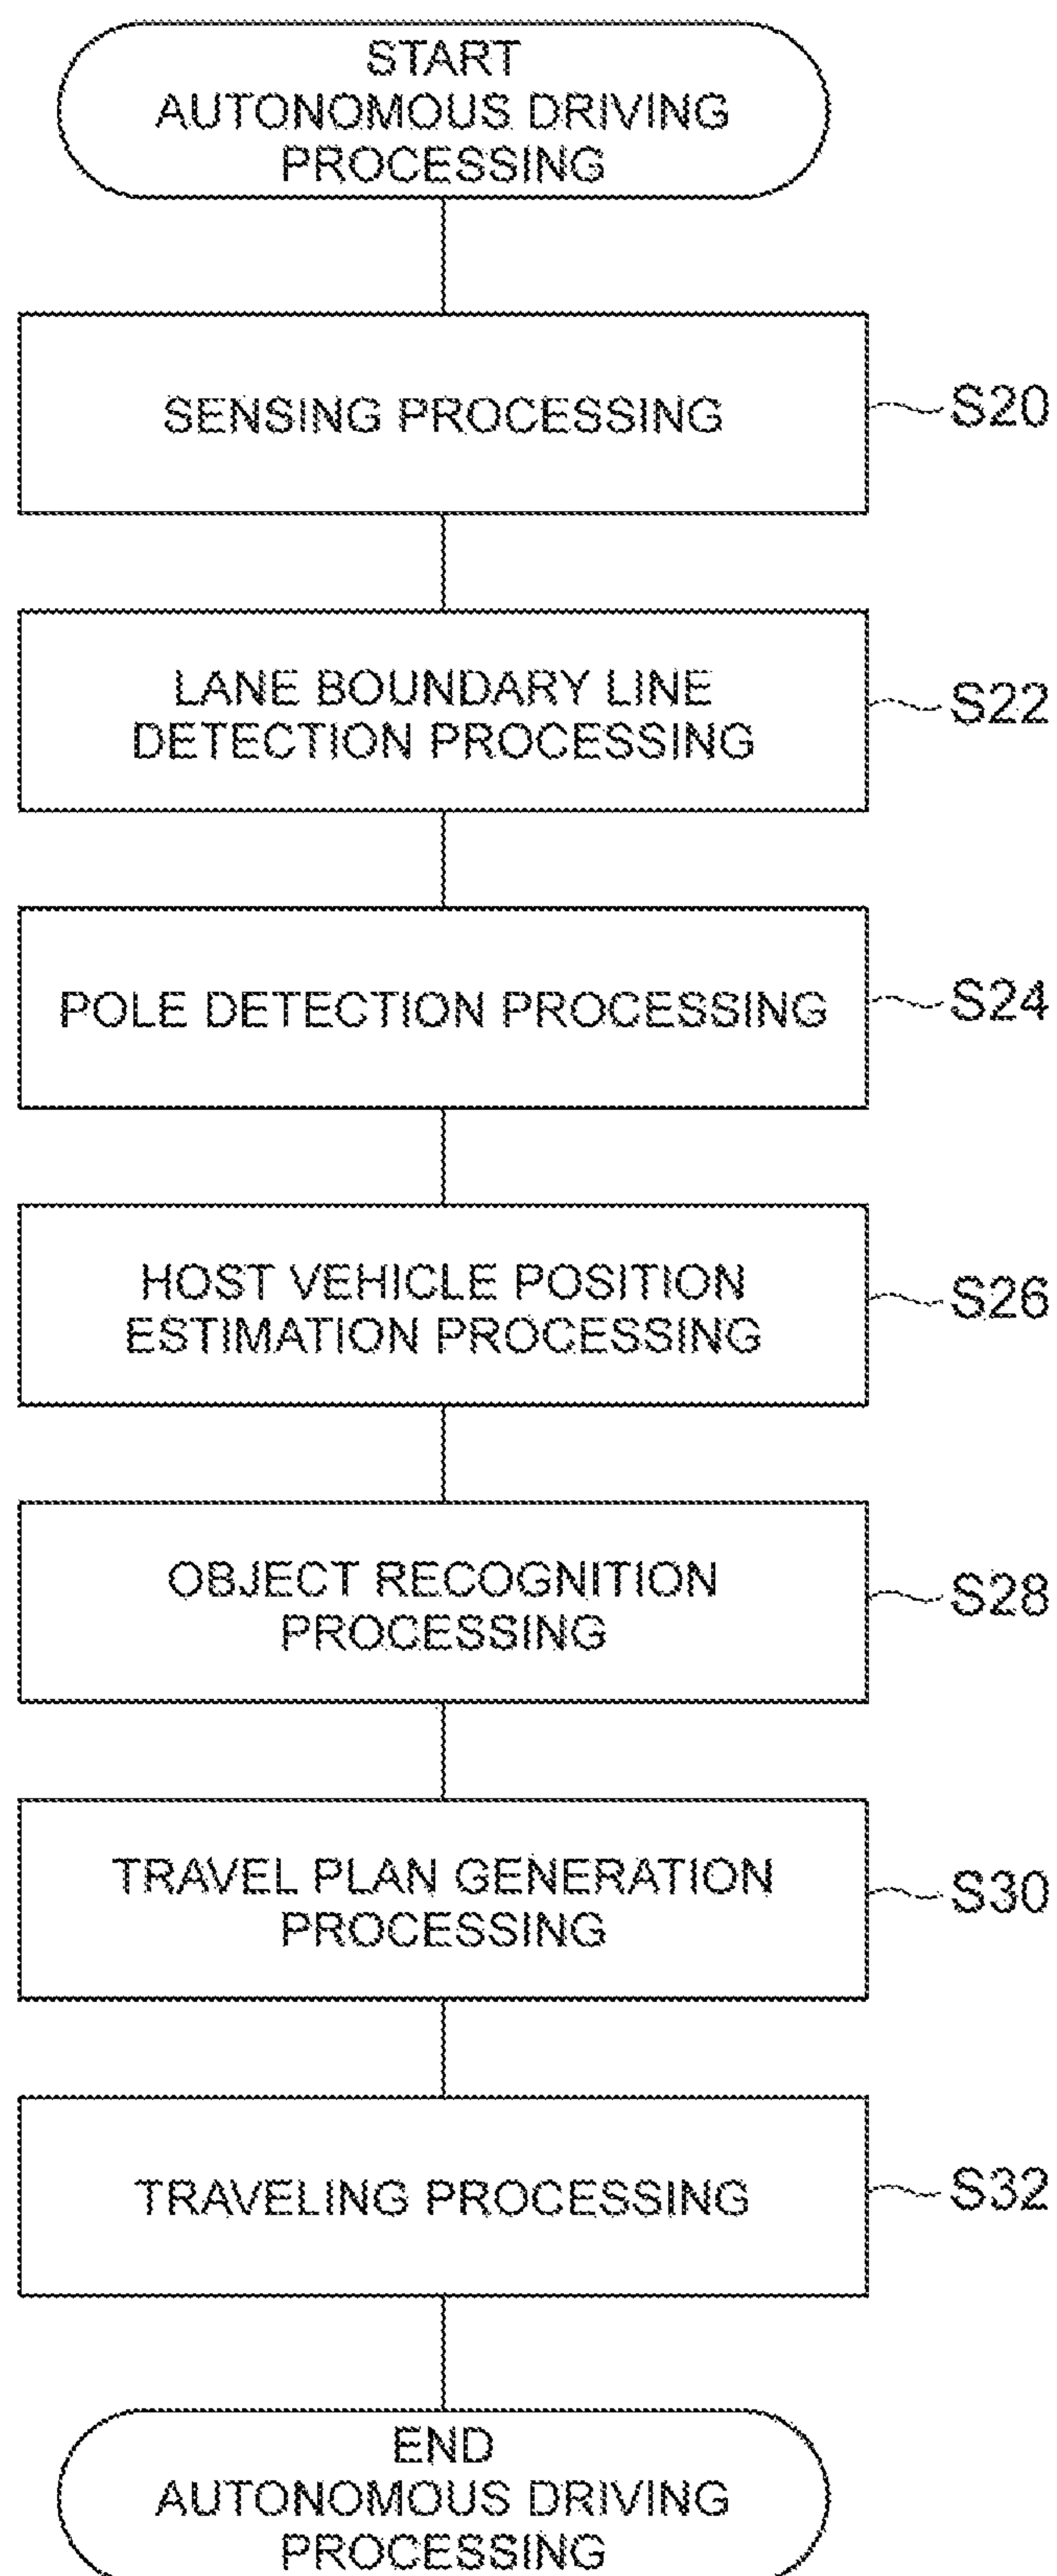 START
AUTONOMOUS DRIVING
PROCESSING
SENSING PROCESSING
S20
LANE BOUNDARY LINE
DETECTION PROCESSING
S22
POLE DETECTION PROCESSING
S24
HOST VEHICLE POSITION
ESTIMATION PROCESSING
S26
OBJECT RECOGNITION
PROCESSING
S28
TRAVEL PLAN GENERATION
PROCESSING
S30
TRAVELING PROCESSING
S32
END
AUTONOMOUS DRIVING
PROCESSING